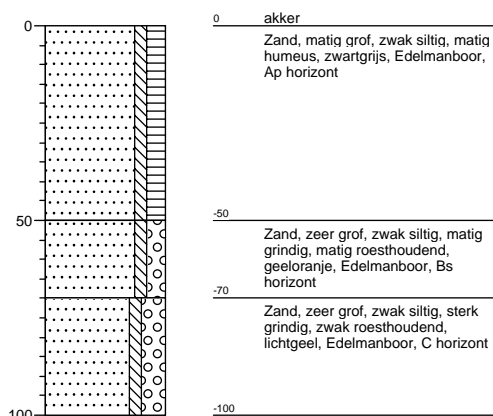 0
0 akker
Zand, matig grof, zwak siltig, matig
humeus, zwartgrijs, Edelmanboor,
Ap horizont
50
-50
Zand, zeer grof, zwak siltig, matig
grindig, matig roesthoudend,
geeloranje, Edelmanboor, Bs
horizont
-70
Zand, zeer grof, zwak siltig, sterk
grindig, zwak roesthoudend,
lichtgeel, Edelmanboor, C horizont
100
-100